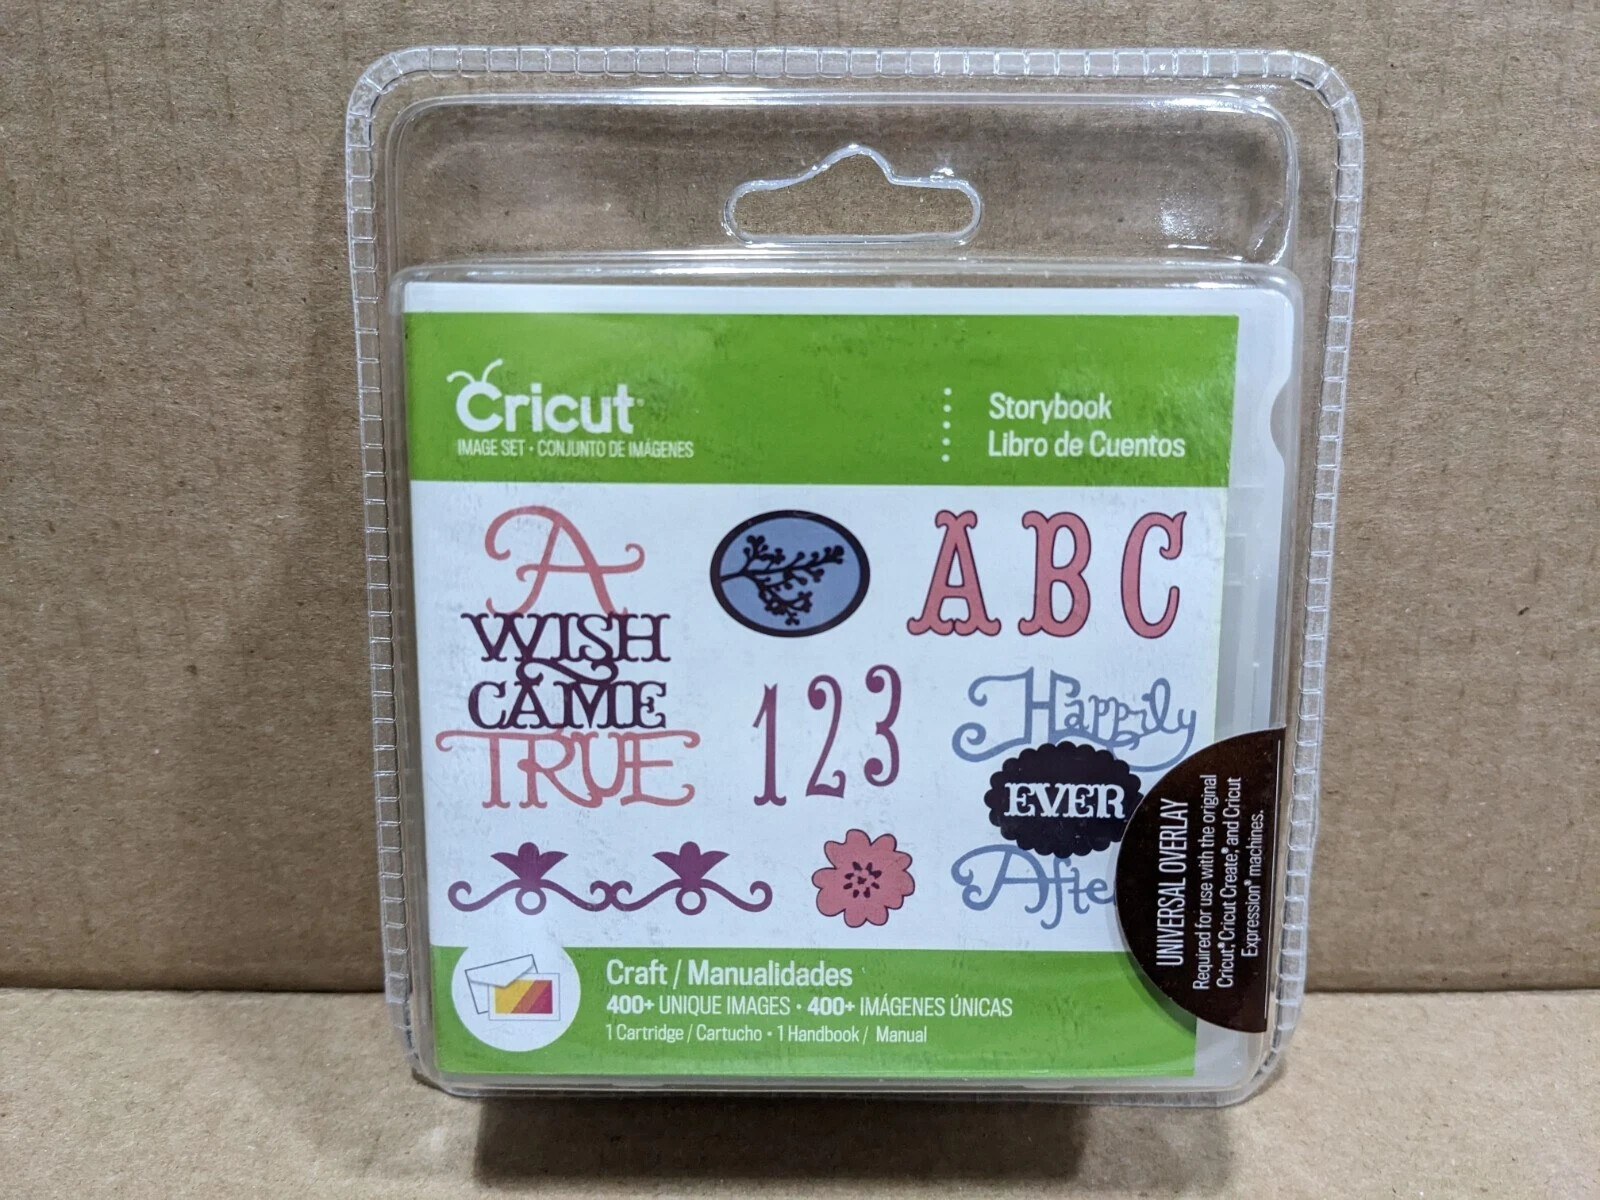 Cricut
IMAGE SET • CONJUNTO DE IMÁGENES
Storybook
Libro de Cuentos
A
WISH
CAME
TRUE
ABC
123
Happily
EVER
After
UNIVERSAL OVERLAY
Required for use with the original
Cricut®, Cricut Create®, and Cricut
Expression® machines.
Craft / Manualidades
400+ UNIQUE IMAGES • 400+ IMÁGENES ÚNICAS
1 Cartridge / Cartucho • 1 Handbook / Manual